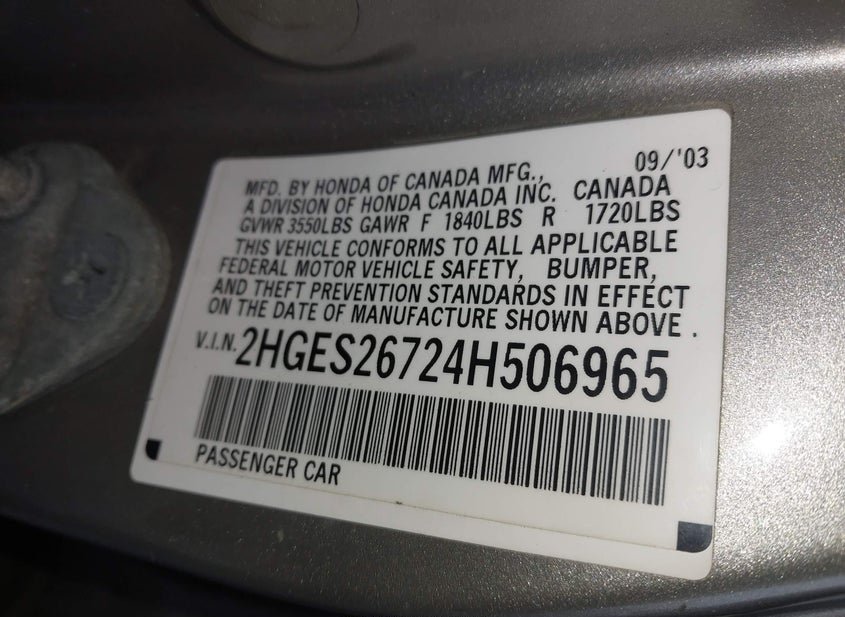 09/'03
MFD. BY HONDA OF CANADA MFG.,
A DIVISION OF HONDA CANADA INC. CANADA
GVWR 3550LBS GAWR F 1840LBS R 1720LBS
THIS VEHICLE CONFORMS TO ALL APPLICABLE
FEDERAL MOTOR VEHICLE SAFETY, BUMPER,
AND THEFT PREVENTION STANDARDS IN EFFECT
ON THE DATE OF MANUFACTURE SHOWN ABOVE.
V.I.N. 2HGES26724H506965
PASSENGER CAR